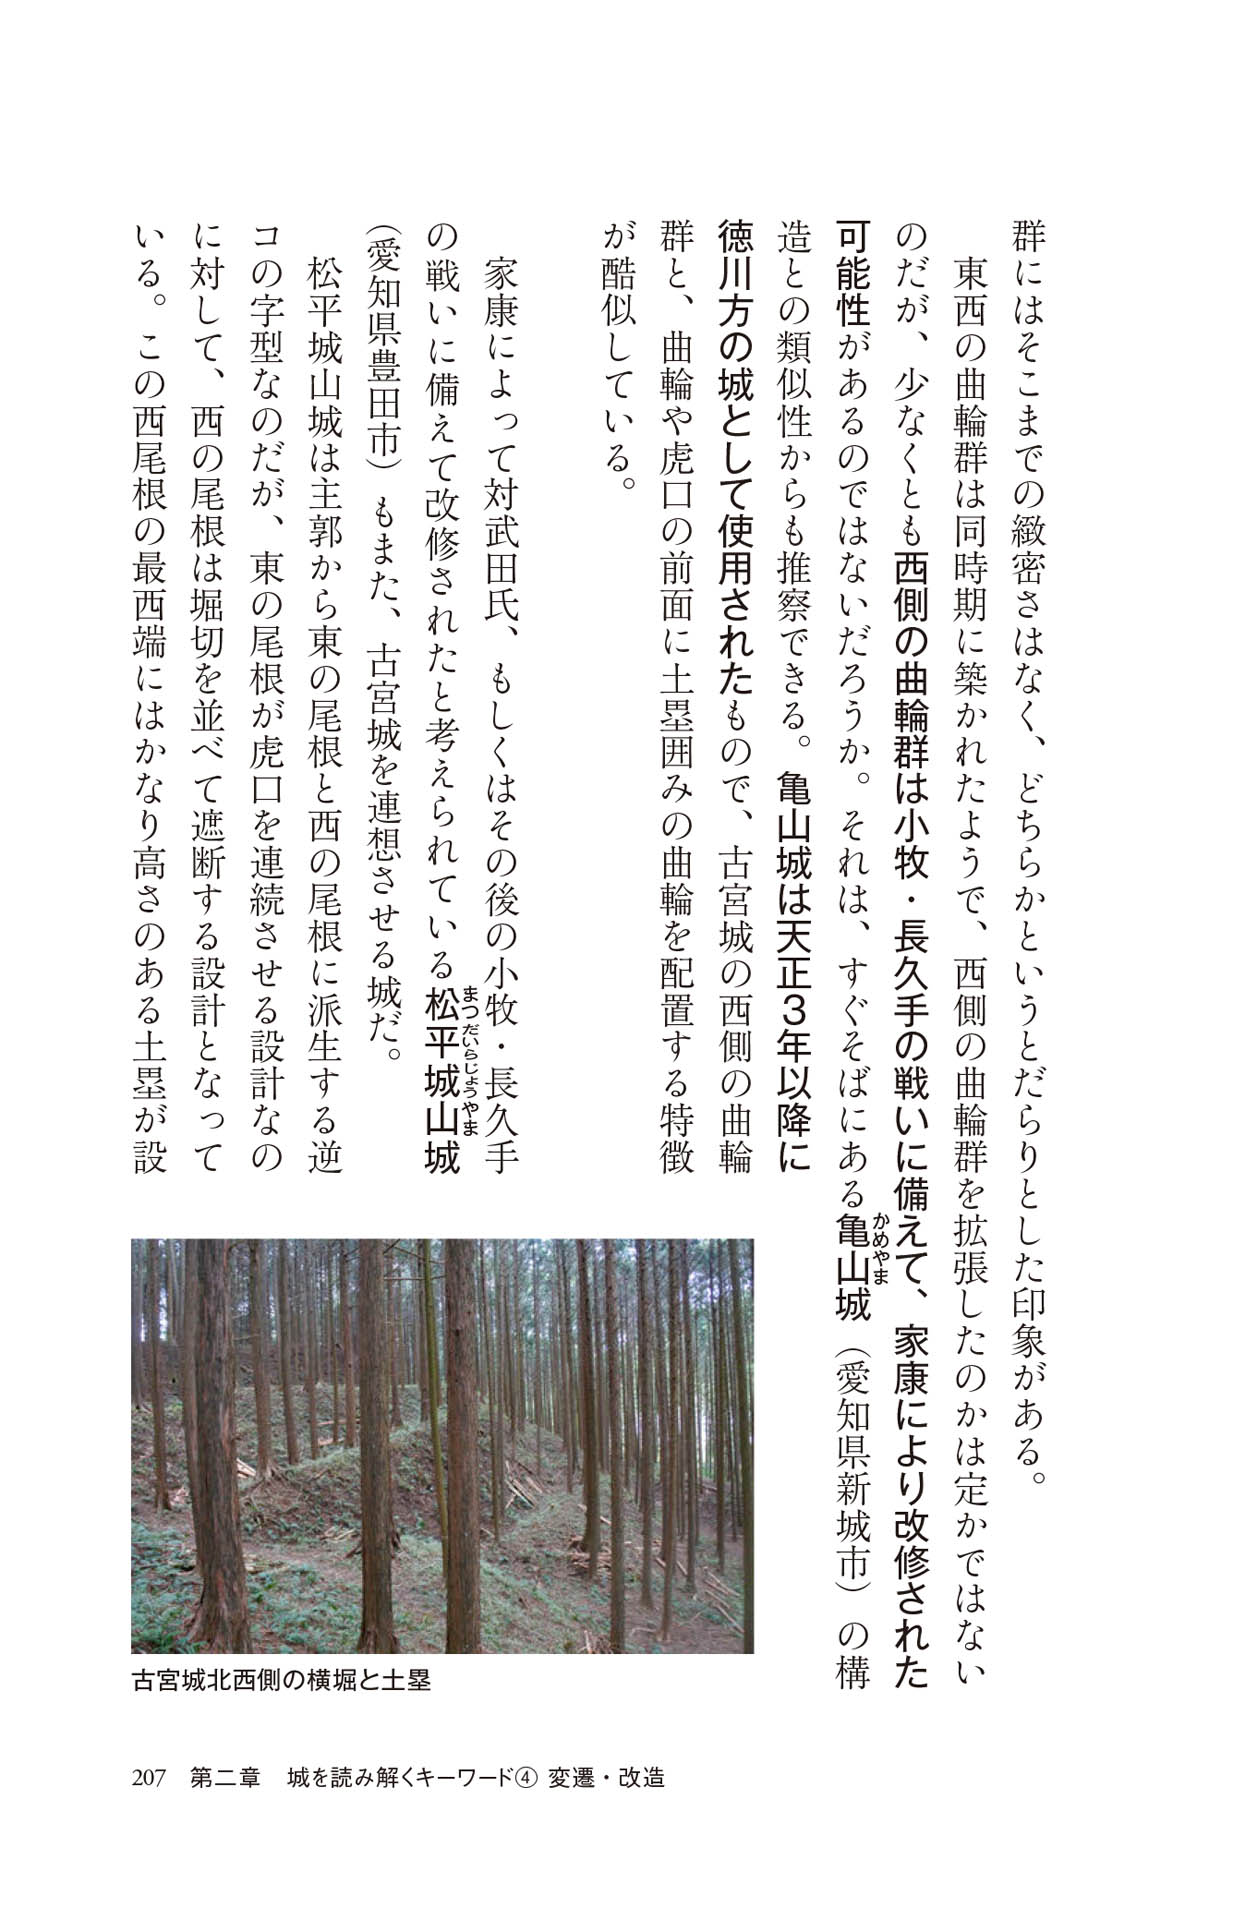 群にはそこまでの緻密さはなく、どちらかというとだらりとした印象がある。
東西の曲輪群は同時期に築かれたようで、西側の曲輪群を拡張したのかは定かではない
のだが、少なくとも西側の曲輪群は小牧・長久手の戦いに備えて、家康により改修された
可能性があるのではないだろうか。それは、すぐそばにある亀山城（愛知県新城市）の構
かめやま
造との類似性からも推察できる。亀山城は天正3年以降に
徳川方の城として使用されたもので、古宮城の西側の曲輪
群と、曲輪や虎口の前面に土塁囲みの曲輪を配置する特徴
が酷似している。
家康によって対武田氏、もしくはその後の小牧・長久手
の戦いに備えて改修されたと考えられている松平城山城
まつだいらじょうやま
（愛知県豊田市）もまた、古宮城を連想させる城だ。
松平城山城は主郭から東の尾根と西の尾根に派生する逆
コの字型なのだが、東の尾根が虎口を連続させる設計なの
に対して、西の尾根は堀切を並べて遮断する設計となって
いる。この西尾根の最西端にはかなり高さのある土塁が設
古宮城北西側の横堀と土塁
207 第二章 城を読み解くキーワード④ 変遷・改造